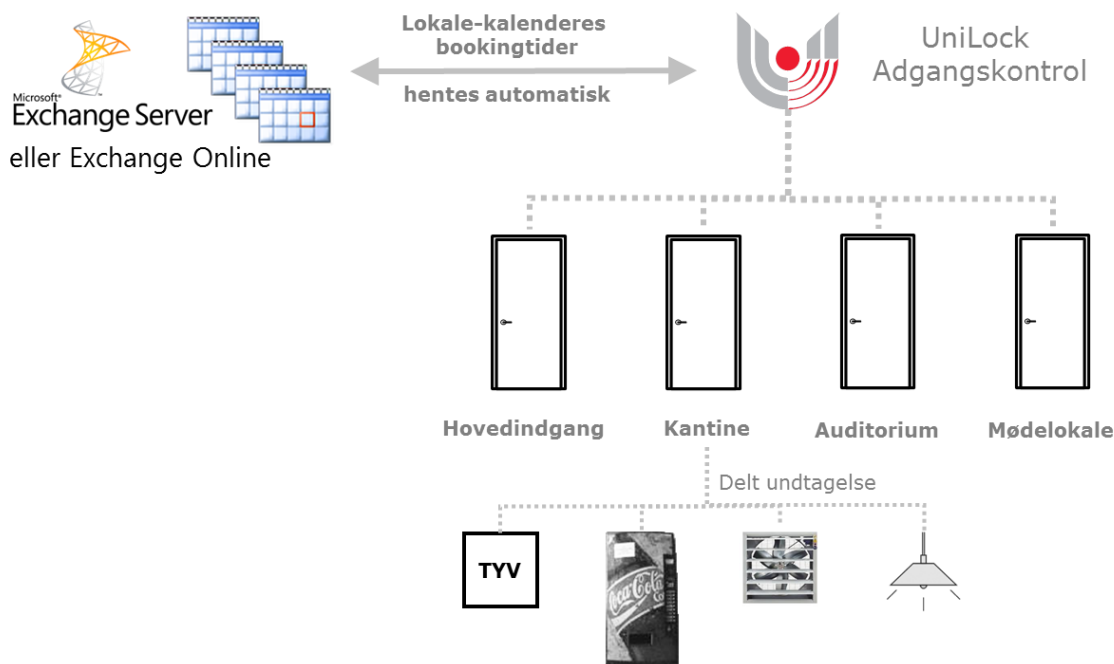 Lokale-kalenderes
bookingtider
hentes automatisk
UniLock
Adgangskontrol
Microsoft®
Exchange Server
eller Exchange Online
Hovedindgang
Kantine
Auditorium
Mødelokale
Delt undtagelse
TYV
Coca-Cola